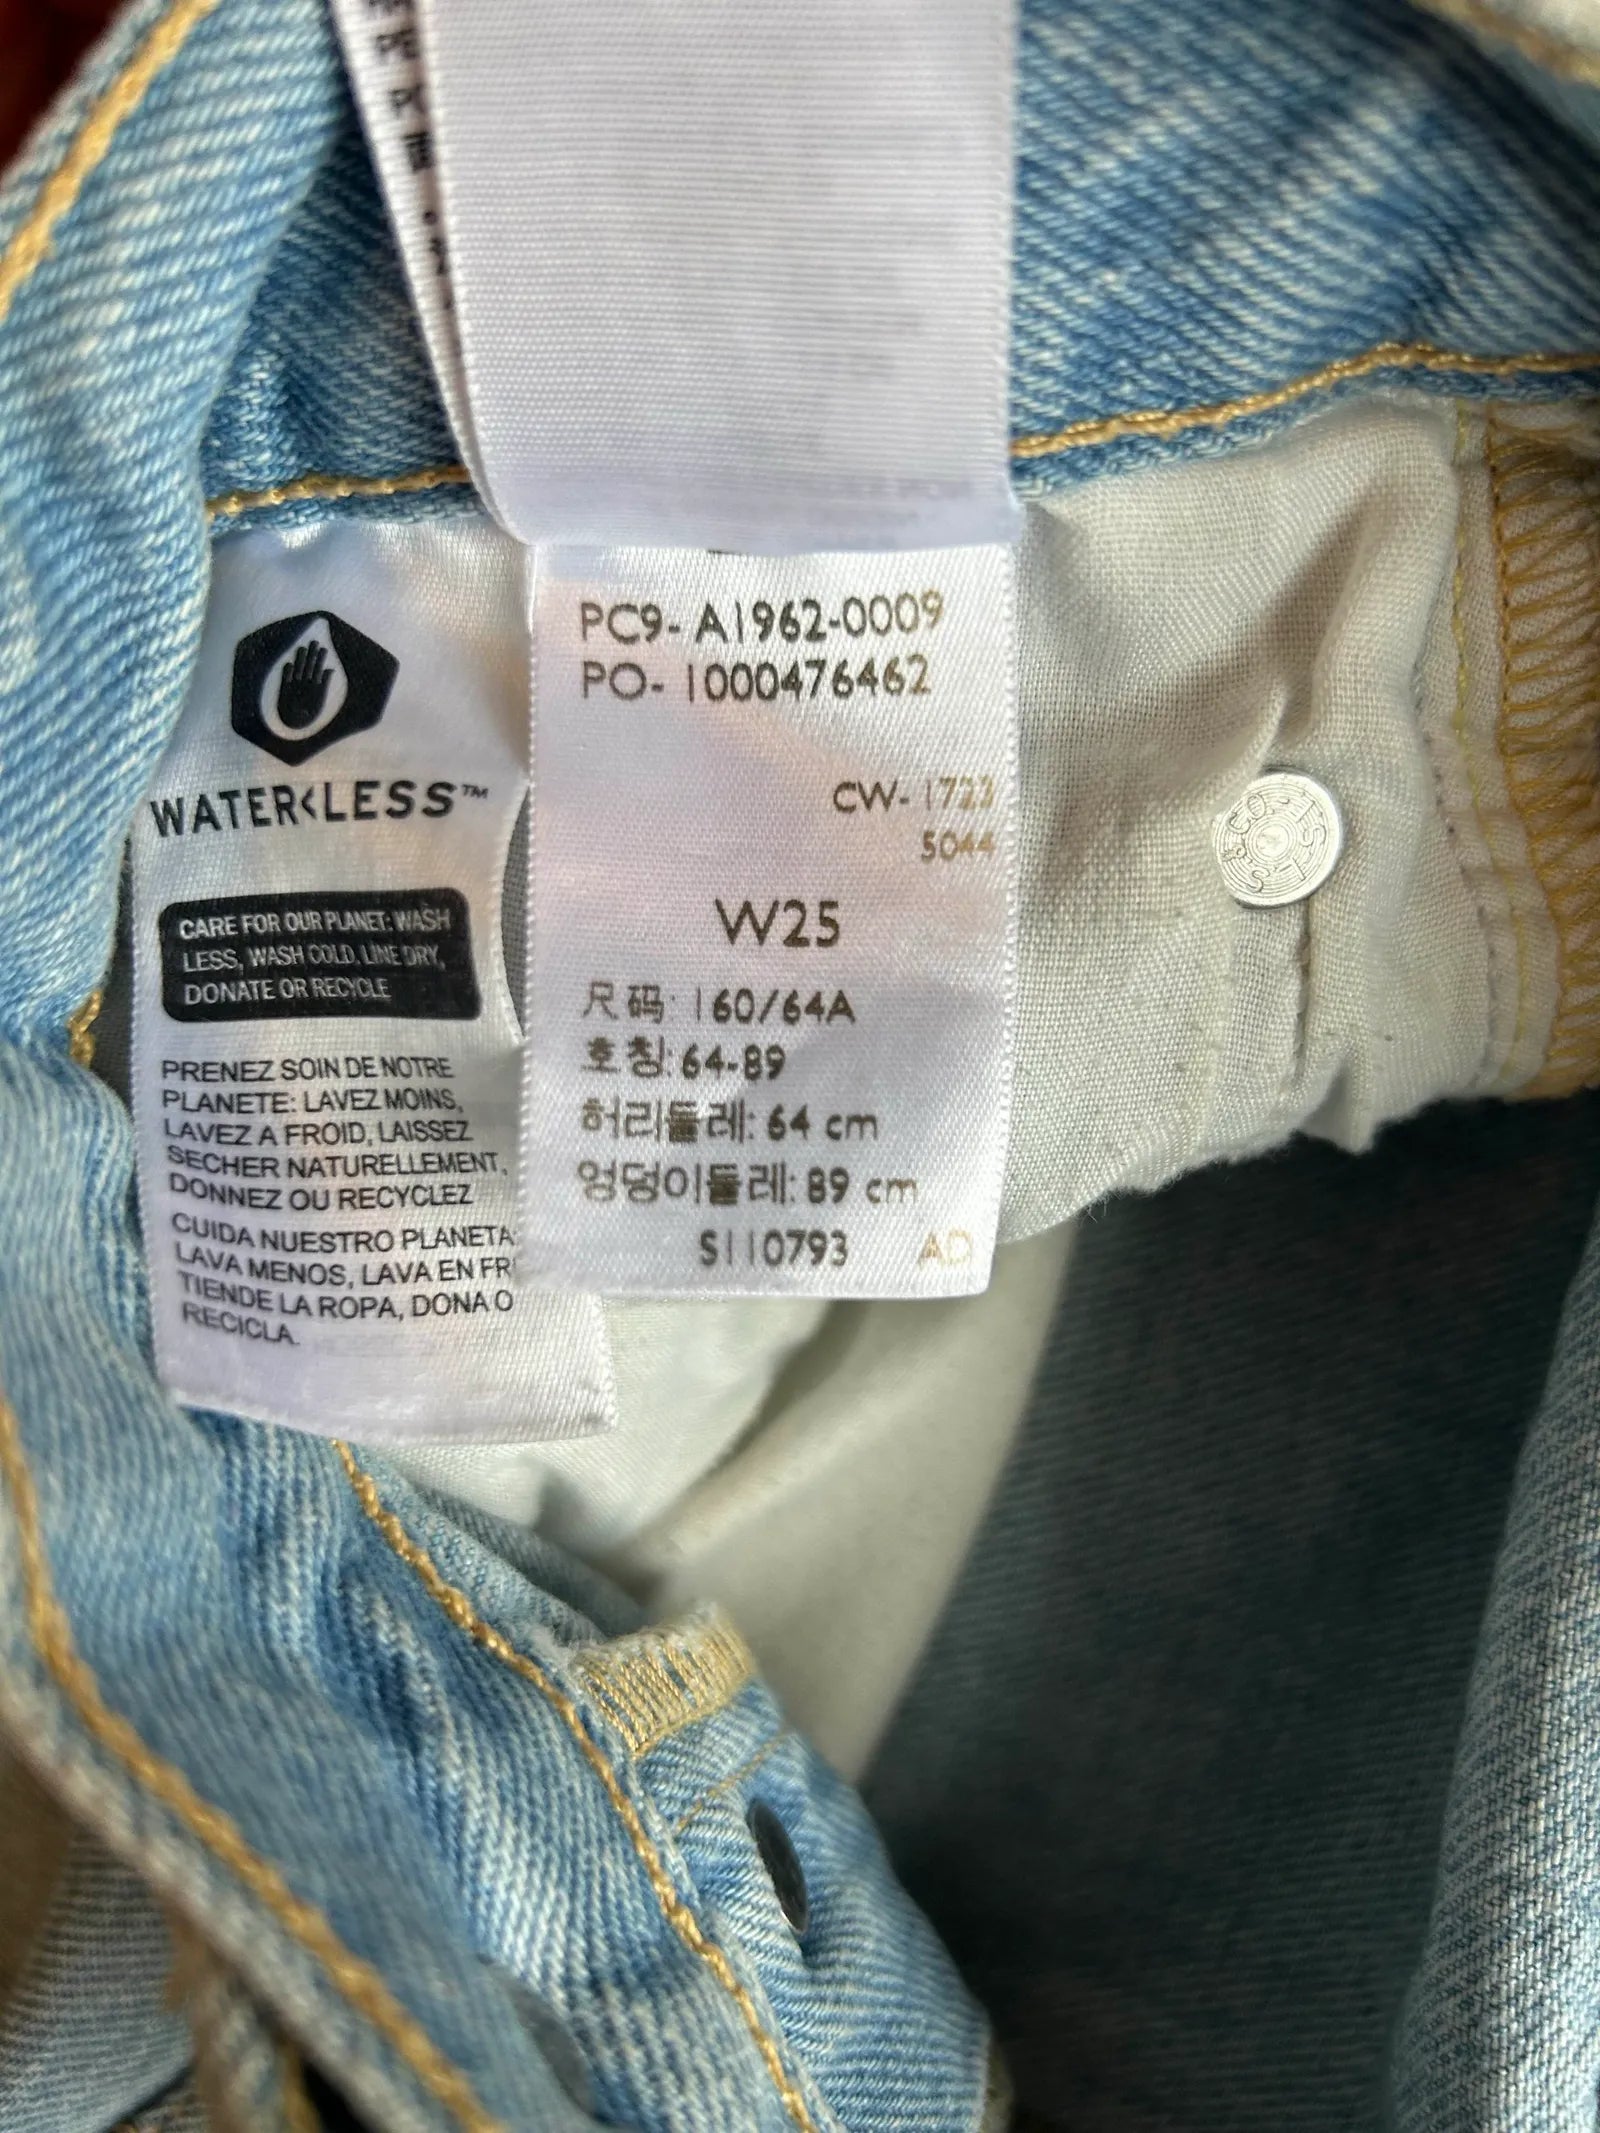 WATER<LESS™
CARE FOR OUR PLANET: WASH
LESS, WASH COLD, LINE DRY,
DONATE OR RECYCLE
PRENEZ SOIN DE NOTRE
PLANETE: LAVEZ MOINS,
LAVEZ A FROID, LAISSEZ
SECHER NATURELLEMENT,
DONNEZ OU RECYCLEZ
CUIDA NUESTRO PLANETA:
LAVA MENOS, LAVA EN
TIENDE LA ROPA, DONA O
RECICLA.
PC9- A1962-0009
PO- 1000476462
CW- 1723
5044
W25
尺码: 160/64A
호칭: 64-89
허리둘레: 64 cm
엉덩이둘레: 89 cm
S110793 AD